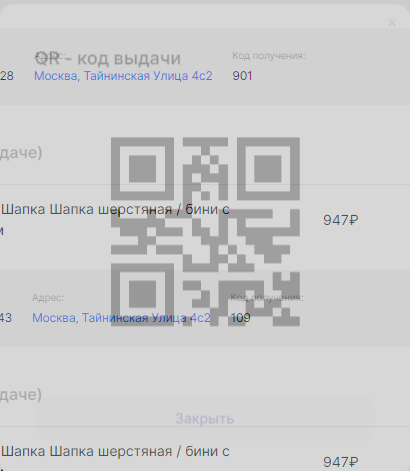 QR - код выдачи
Адрес: Код получения:
28 Москва, Тайнинская Улица 4с2 901
даче)
Шапка Шапка шерстяная / бини с 947₽
и
Адрес: Код получения:
43 Москва, Тайнинская Улица 4с2 109
даче)
Закрыть
Шапка Шапка шерстяная / бини с 947₽